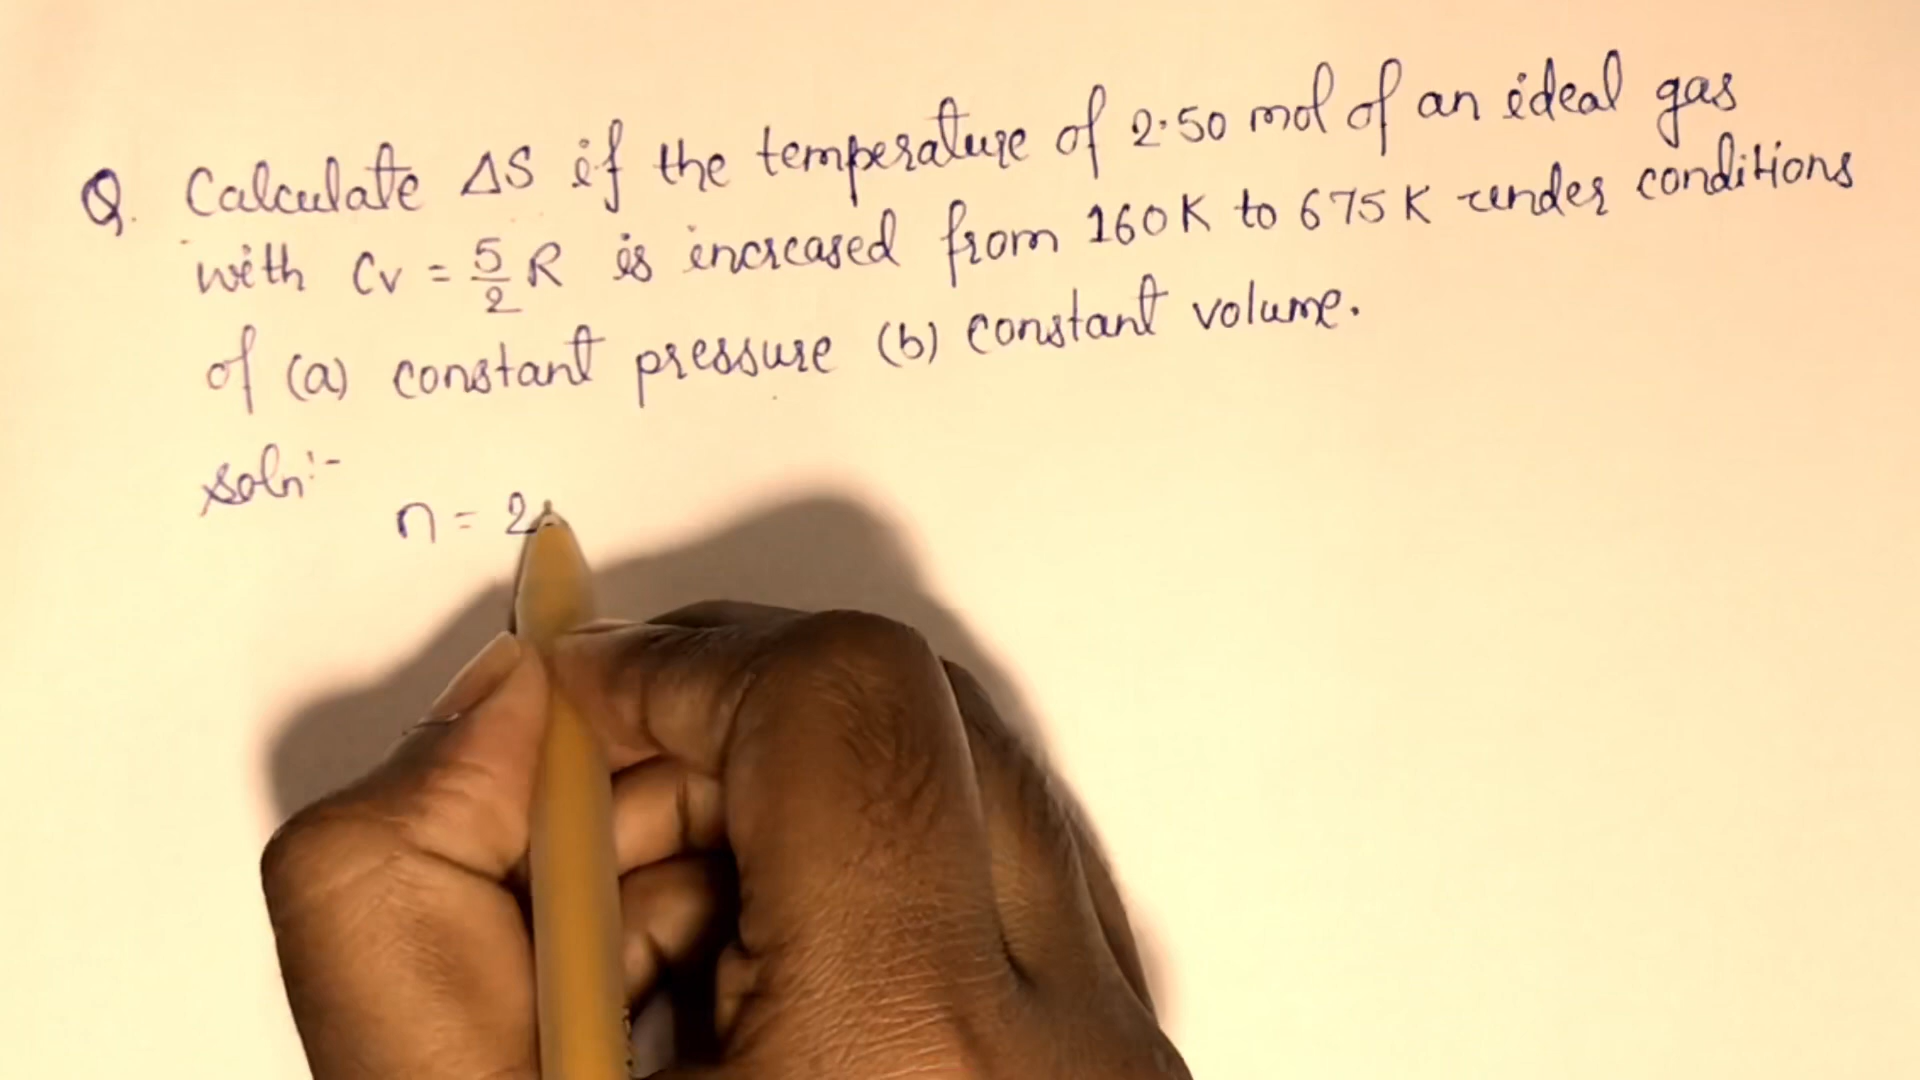 Q. Calculate ΔS if the temperature of 2.50 mol of an ideal gas
with Cv = 5/2 R is increased from 160K to 675K under conditions
of (a) constant pressure (b) constant volume.
soln:-
n = 2.